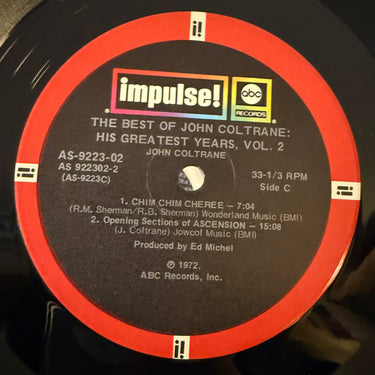 impulse!
abc
RECORDS
THE BEST OF JOHN COLTRANE:
HIS GREATEST YEARS, VOL. 2
JOHN COLTRANE
AS-9223-02
AS 922302-2
(AS-9223C)
33-1/3 RPM
Side C
1. CHIM CHIM CHEREE – 7:04
(R.M. Sherman/R.B. Sherman) Wonderland Music (BMI)
2. Opening Sections of ASCENSION – 15:08
(J. Coltrane) Jowcol Music (BMI)
Produced by Ed Michel
℗ 1972,
ABC Records, Inc.
i!
i!
i!
i!